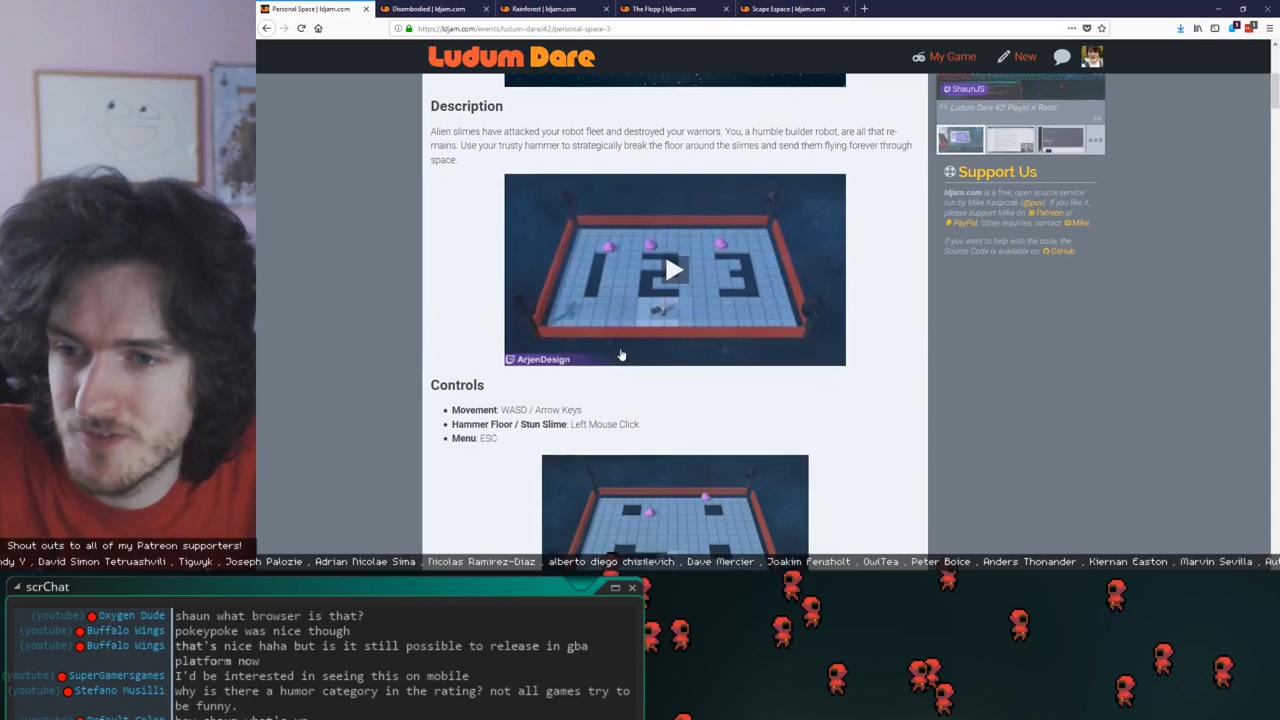 Personal Space | ldjam.com
Disembodied | ldjam.com
Rainforest | ldjam.com
The Flopp | ldjam.com
Scape Espace | ldjam.com
https://ldjam.com/events/ludum-dare/42/personal-space-3
Ludum Dare
My Game
New
Description
Alien slimes have attacked your robot fleet and destroyed your warriors. You, a humble builder robot, are all that re-
mains. Use your trusty hammer to strategically break the floor around the slimes and send them flying forever through
space.
1 2 3
ArjenDesign
Controls
Movement: WASD / Arrow Keys
Hammer Floor / Stun Slime: Left Mouse Click
Menu: ESC
ShaunJS
Ludum Dare 42! Playin' n' Ratin'
Support Us
ldjam.com is a free, open source service
run by Mike Kasprzak (@pov). If you like it,
please support Mike on Patreon or
PayPal. Other inquiries, contact Mike.
If you want to help with the code, the
Source Code is available on GitHub.
Shout outs to all of my Patreon supporters!
ndy Y , David Simon Tetruashvili , Tigwyk , Joseph Palozie , Adrian Nicolae Sima , Nicolas Ramirez-Diaz , alberto diego chisilevich , Dave Mercier , Joakim Fensholt , OwlTea , Peter Boice , Anders Thonander , Kiernan Easton , Marvin Sevilla , Aut
scrChat
(youtube) Oxygen Dude shaun what browser is that?
(youtube) Buffalo Wings pokeypoke was nice though
(youtube) Buffalo Wings that's nice haha but is it still possible to release in gba
platform now
(youtube) SuperGamersgames I'd be interested in seeing this on mobile
(youtube) Stefano Musilli why is there a humor category in the rating? not all games try to
be funny.